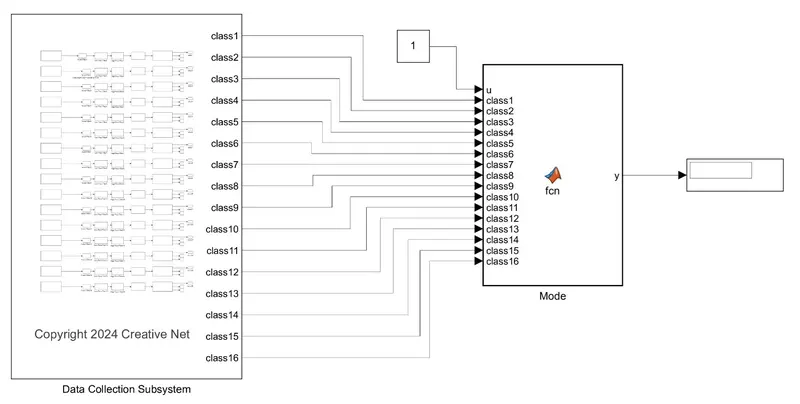 class1
class2
class3
class4
class5
class6
class7
class8
class9
class10
class11
class12
class13
class14
class15
class16
Copyright 2024 Creative Net
Data Collection Subsystem
1
u
class1
class2
class3
class4
class5
class6
class7
class8
class9
class10
class11
class12
class13
class14
class15
class16
fcn
y
Mode